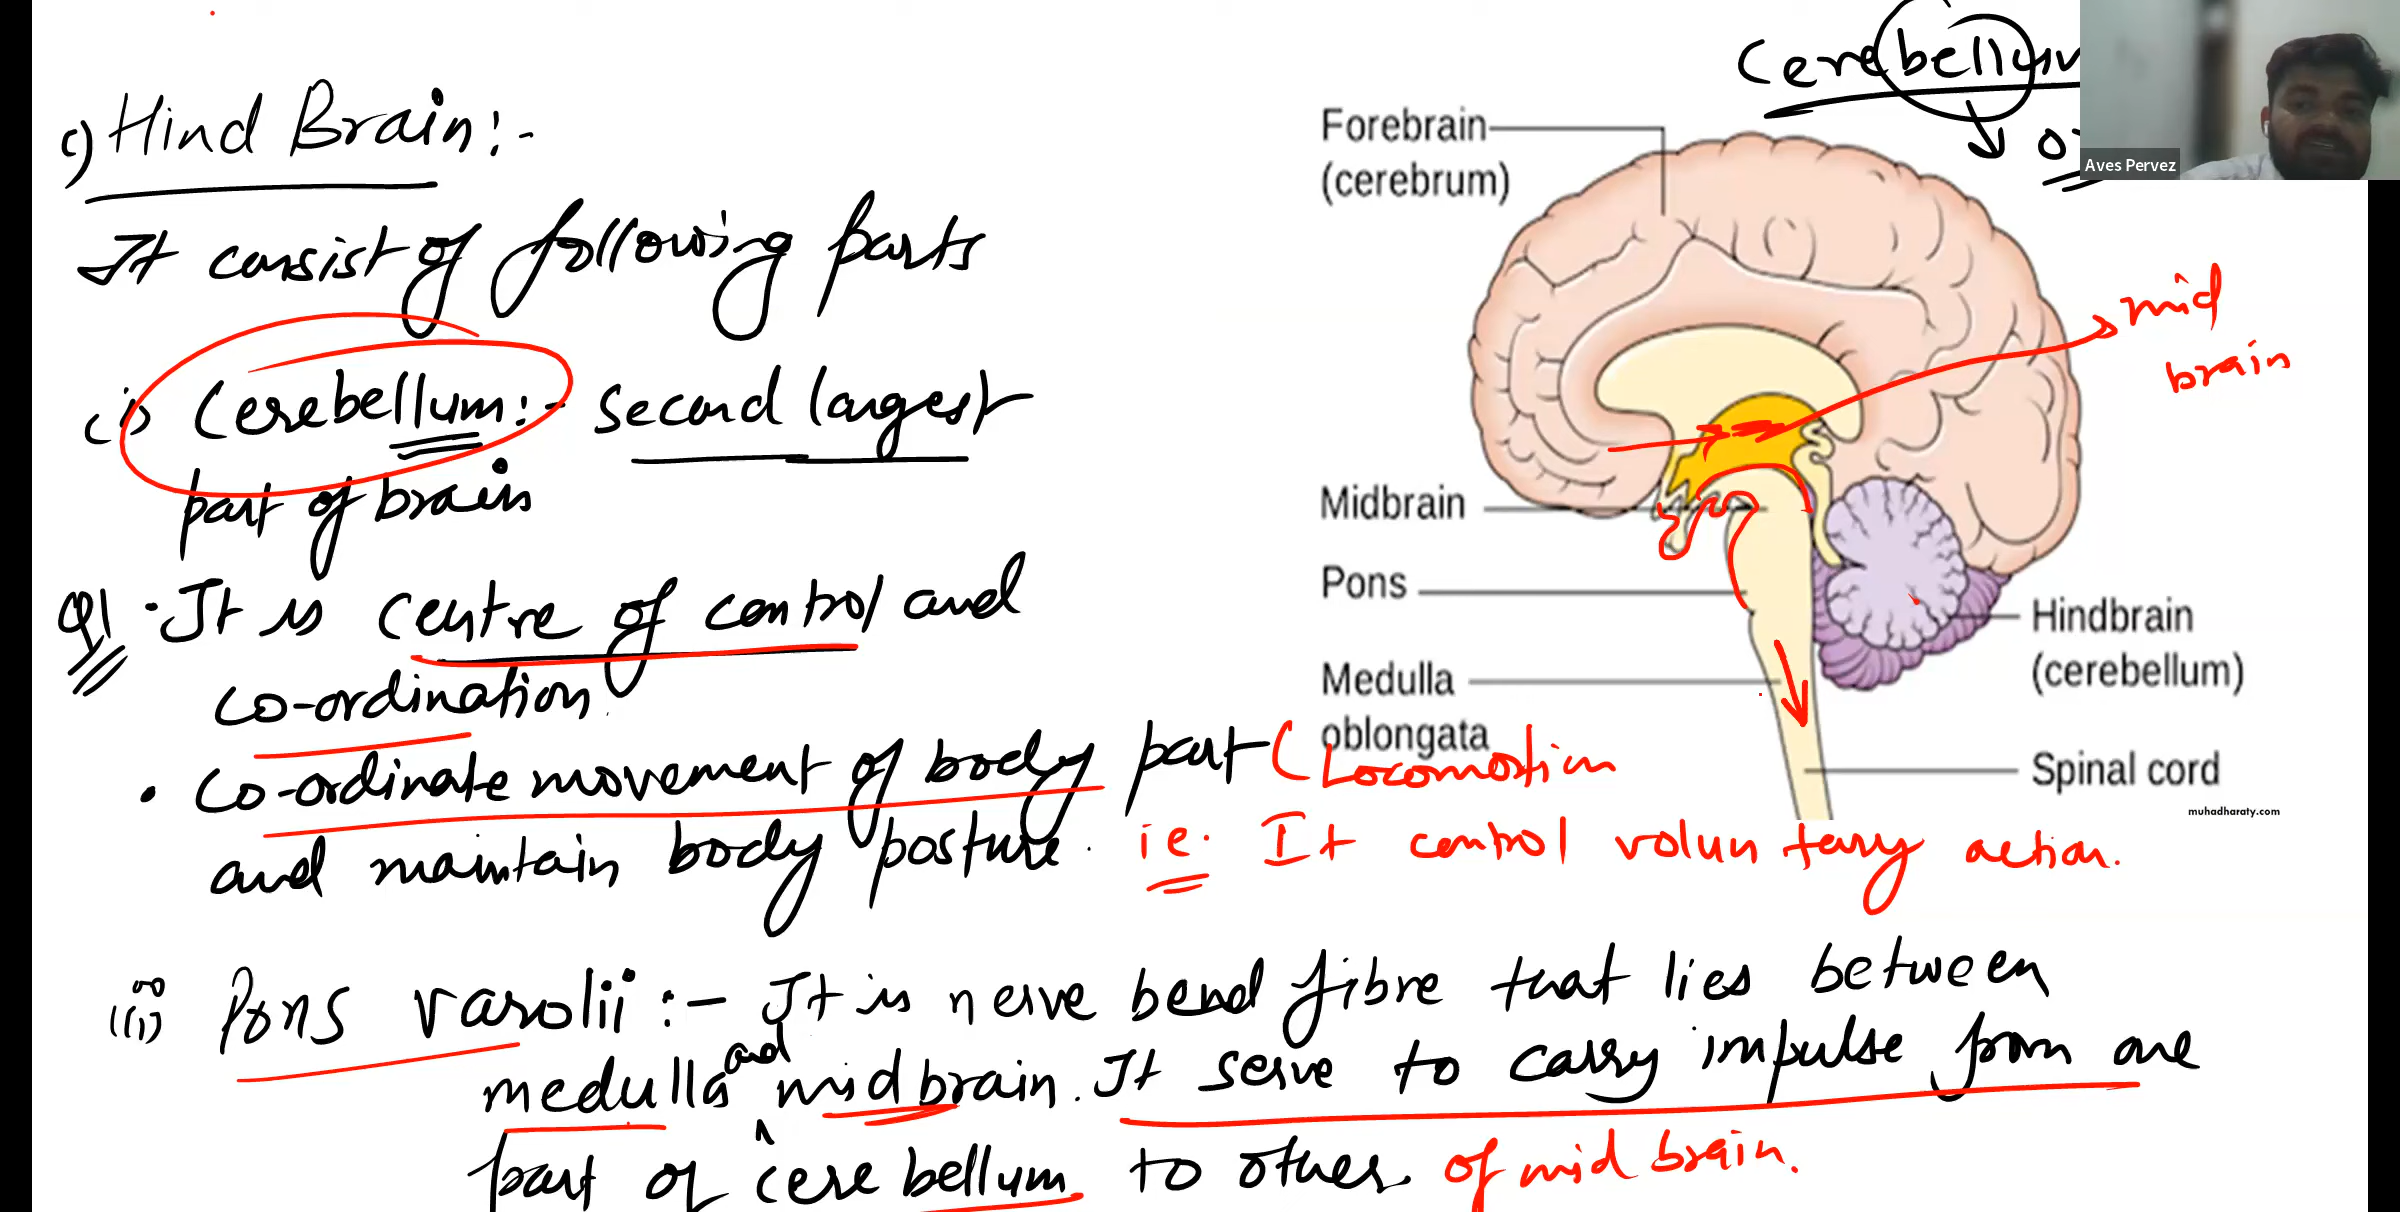 Cerebellum
Aves Pervez
c) Hind Brain:-
It consist of following parts
(i) Cerebellum:- second largest
part of brain
Q1 · It is centre of control and
co-ordination.
• Co-ordinate movement of body part (Locomotion
and maintain body posture. ie. It control voluntary action.
(ii) Pons varolii :- It is nerve bend fibre that lies between
medulla and midbrain. It serve to carry impulse from one
part of cerebellum to other of mid brain.
Forebrain
(cerebrum)
mid
brain
Midbrain
Pons
Medulla
oblongata
Hindbrain
(cerebellum)
Spinal cord
muhadharaty.com